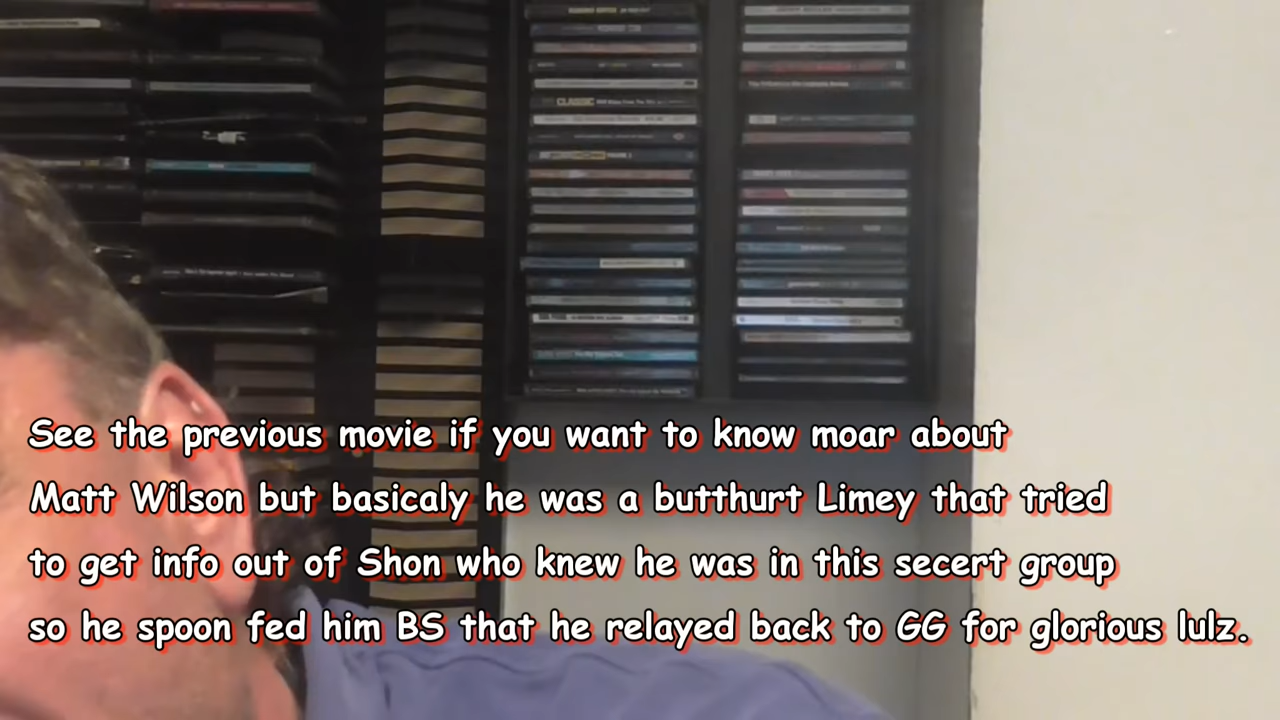 CLASSIC
See the previous movie if you want to know moar about
Matt Wilson but basicaly he was a butthurt Limey that tried
to get info out of Shon who knew he was in this secert group
so he spoon fed him BS that he relayed back to GG for glorious lulz.